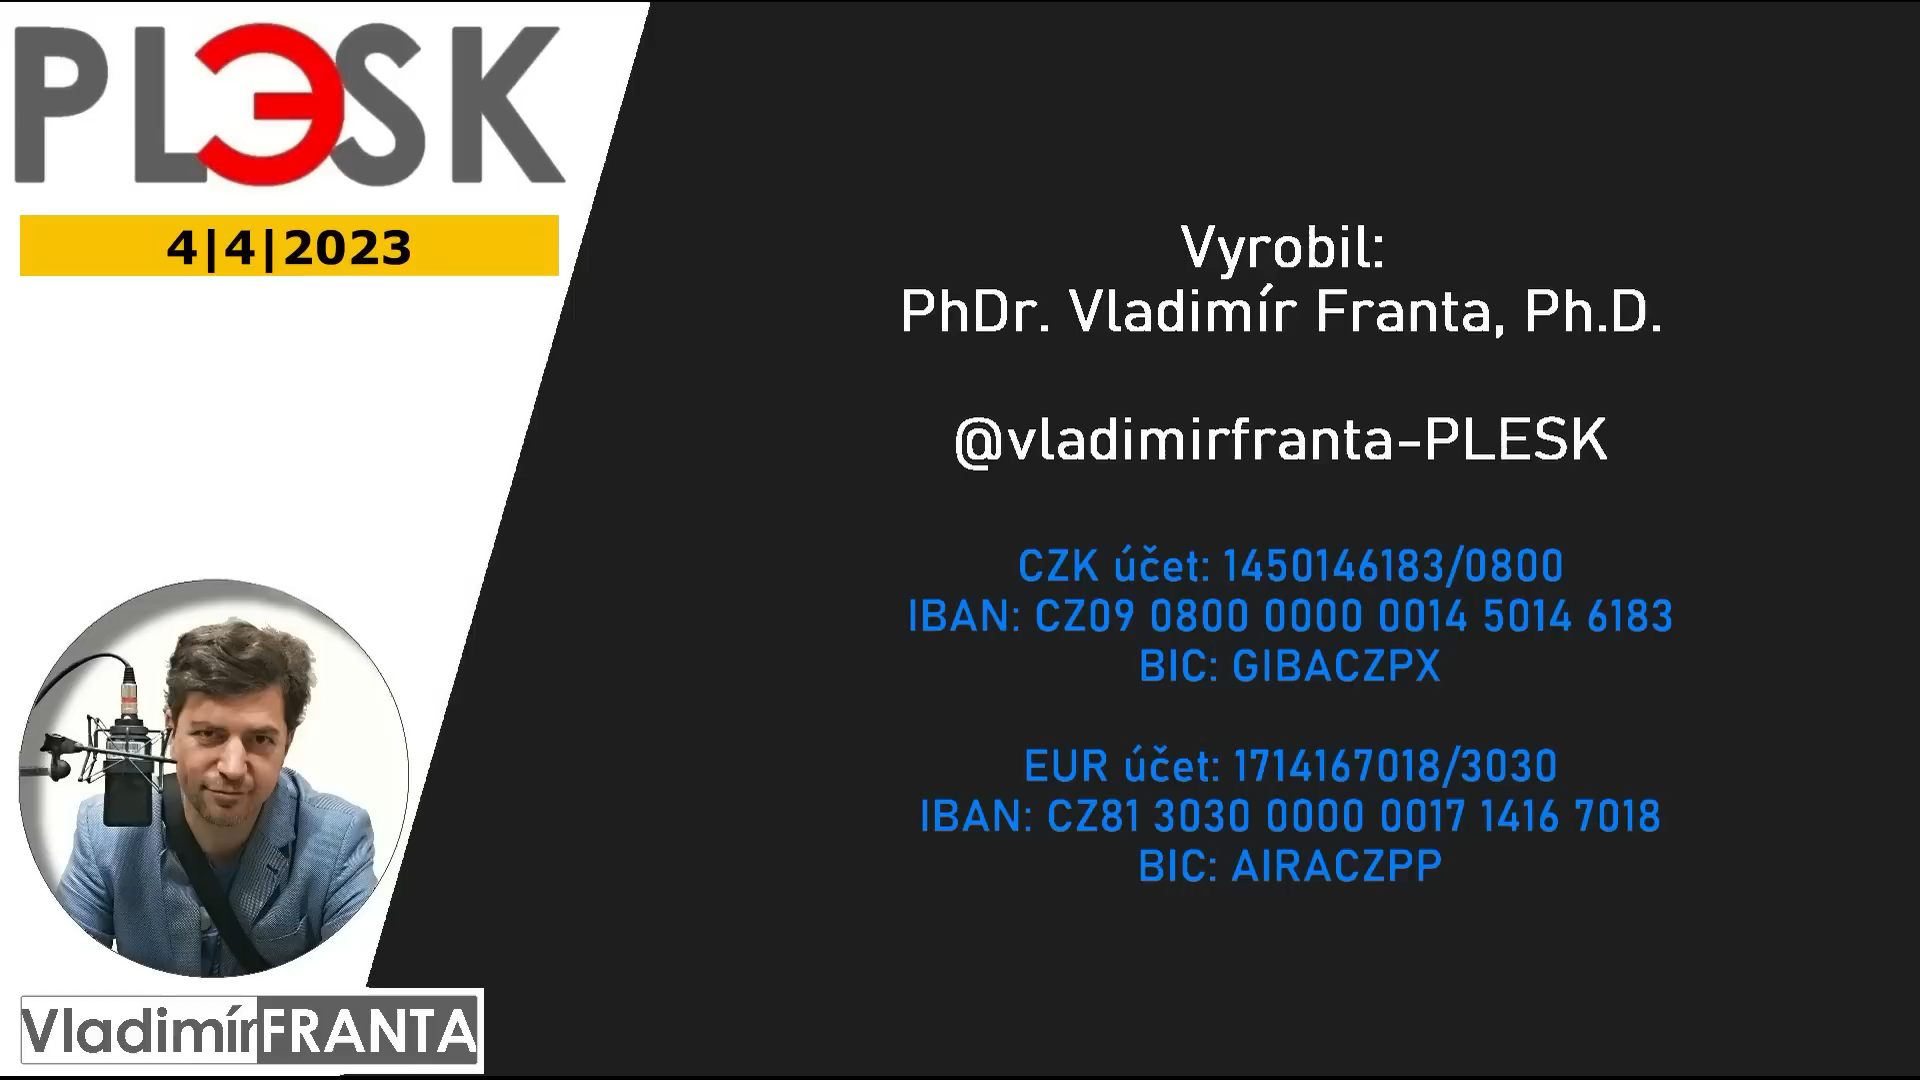 PLESK
4|4|2023
VladimírFRANTA
Vyrobil:
PhDr. Vladimír Franta, Ph.D.
@vladimirfranta-PLESK
CZK účet: 1450146183/0800
IBAN: CZ09 0800 0000 0014 5014 6183
BIC: GIBACZPX
EUR účet: 1714167018/3030
IBAN: CZ81 3030 0000 0017 1416 7018
BIC: AIRACZPP